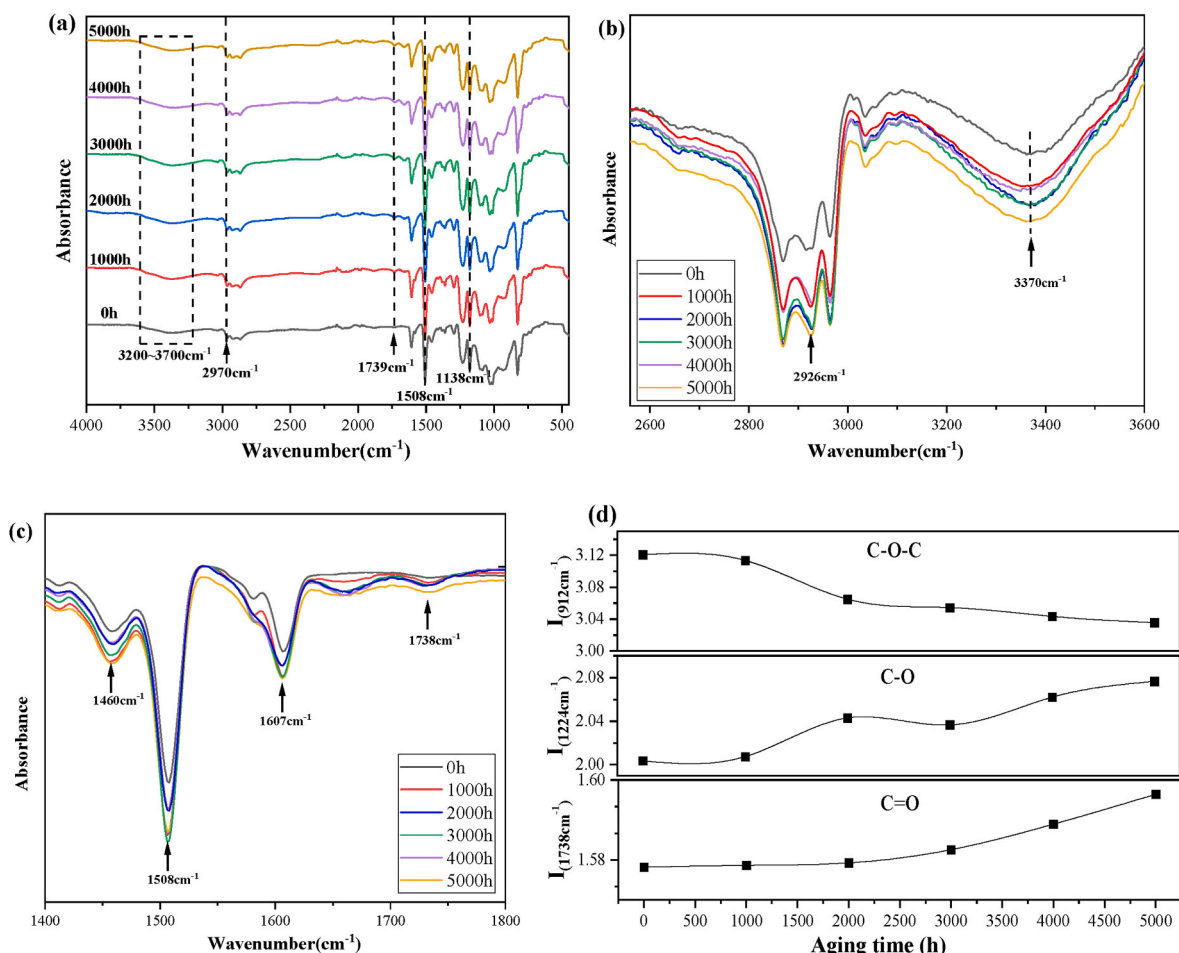 (a)
5000h
4000h
3000h
2000h
1000h
0h
3200~3700cm⁻¹
2970cm⁻¹
1739cm⁻¹
1508cm⁻¹
1138cm⁻¹
Absorbance
4000 3500 3000 2500 2000 1500 1000 500
Wavenumber(cm⁻¹)
(b)
Absorbance
0h
1000h
2000h
3000h
4000h
5000h
2926cm⁻¹
3370cm⁻¹
2600 2800 3000 3200 3400 3600
Wavenumber(cm⁻¹)
(c)
Absorbance
1460cm⁻¹
1508cm⁻¹
1607cm⁻¹
1738cm⁻¹
0h
1000h
2000h
3000h
4000h
5000h
1400 1500 1600 1700 1800
Wavenumber(cm⁻¹)
(d)
C-O-C
I(912cm⁻¹)
3.12
3.08
3.04
3.00
C-O
I(1224cm⁻¹)
2.08
2.04
2.00
C=O
I(1738cm⁻¹)
1.60
1.58
0 1000 2000 3000 4000 5000
Aging time (h)